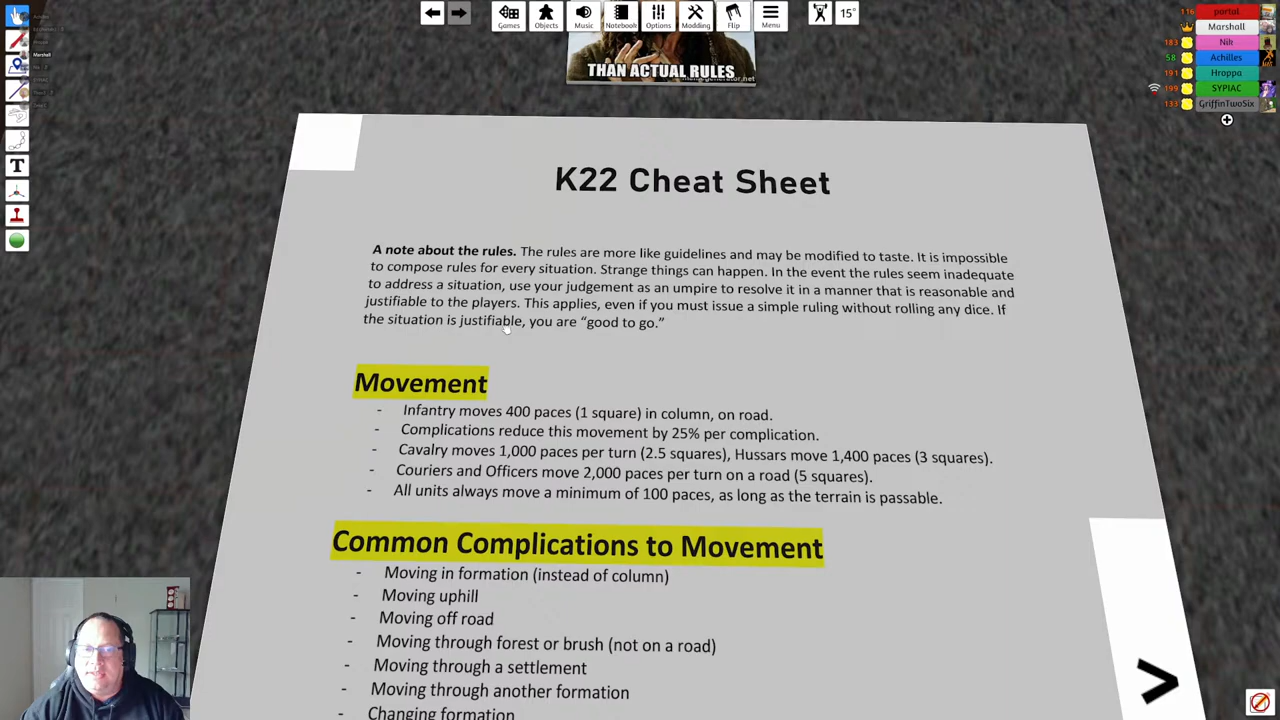 Games
Objects
Music
Notebook
Options
Modding
Flip
Menu
15°
THAN ACTUAL RULES
116 portal
Marshall
183 Nik
58 Achilles
191 Hroppa
199 SYPIAC
133 GriffinTwoSix
T
K22 Cheat Sheet
A note about the rules. The rules are more like guidelines and may be modified to taste. It is impossible
to compose rules for every situation. Strange things can happen. In the event the rules seem inadequate
to address a situation, use your judgement as an umpire to resolve it in a manner that is reasonable and
justifiable to the players. This applies, even if you must issue a simple ruling without rolling any dice. If
the situation is justifiable, you are “good to go.”
Movement
- Infantry moves 400 paces (1 square) in column, on road.
- Complications reduce this movement by 25% per complication.
- Cavalry moves 1,000 paces per turn (2.5 squares), Hussars move 1,400 paces (3 squares).
- Couriers and Officers move 2,000 paces per turn on a road (5 squares).
- All units always move a minimum of 100 paces, as long as the terrain is passable.
Common Complications to Movement
- Moving in formation (instead of column)
- Moving uphill
- Moving off road
- Moving through forest or brush (not on a road)
- Moving through a settlement
- Moving through another formation
- Changing formation
>